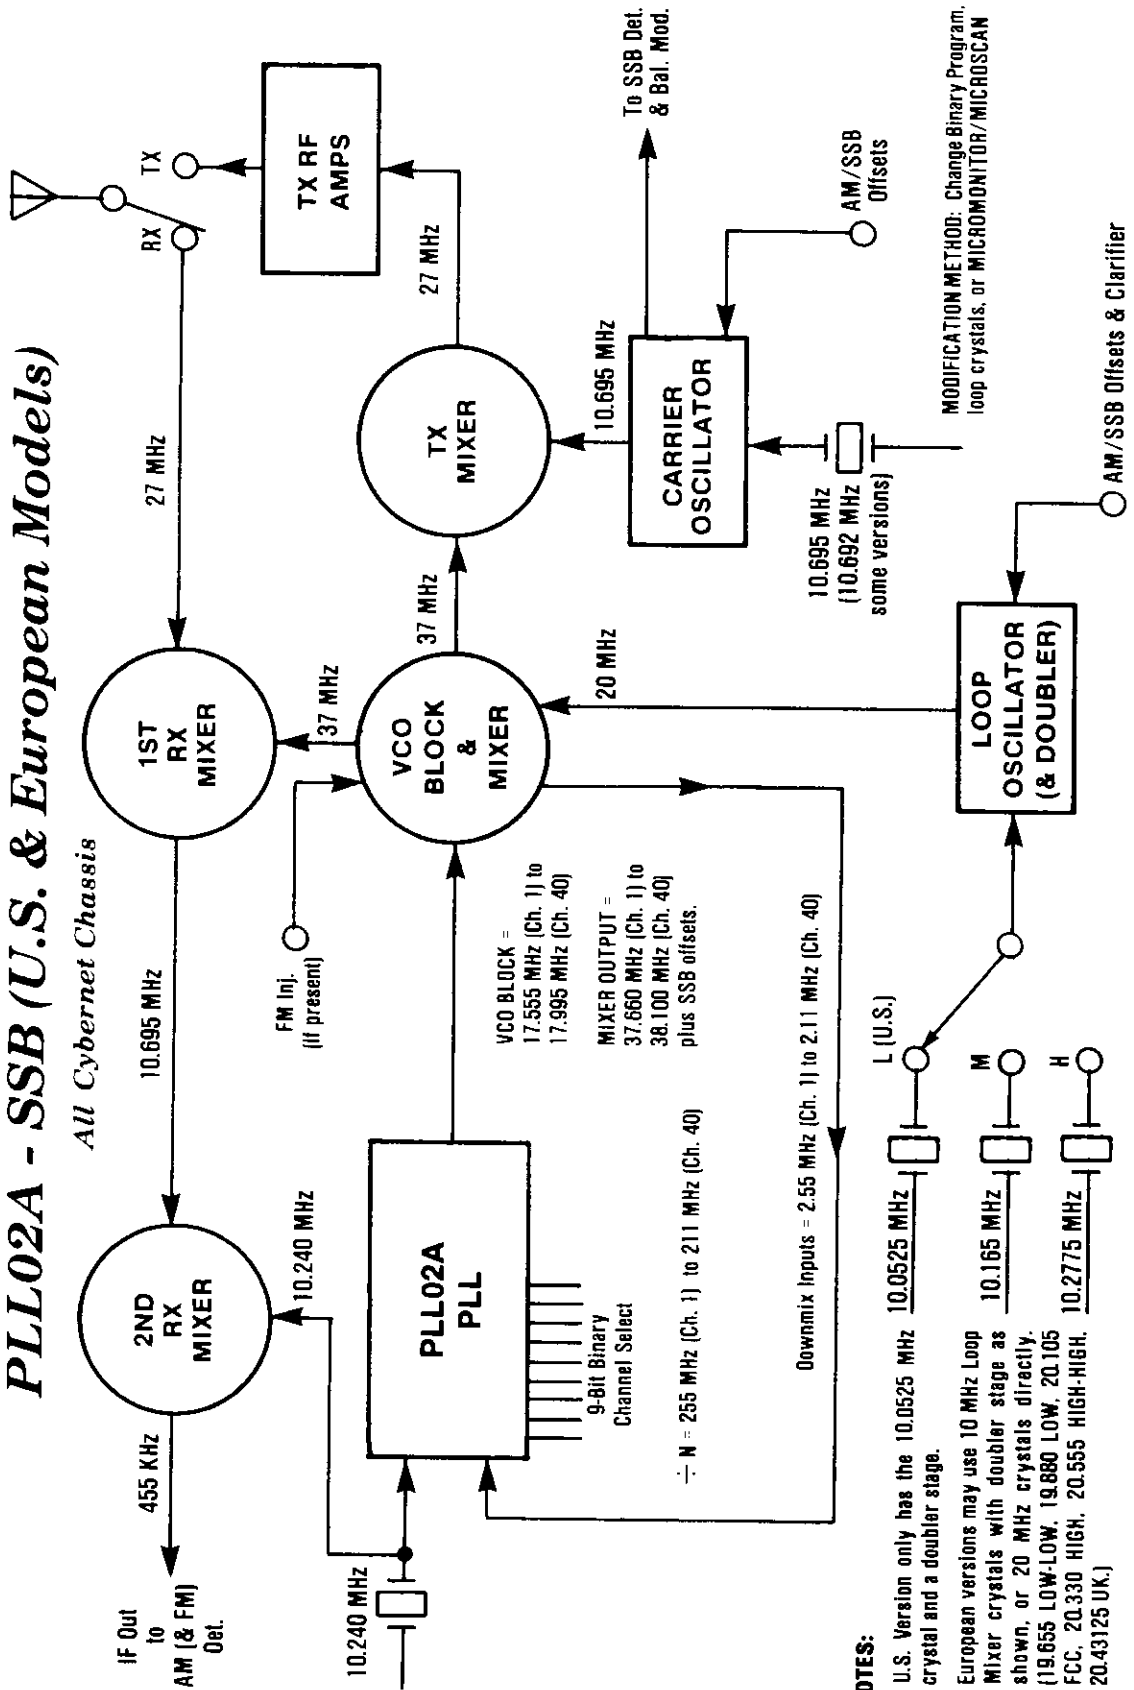 PLL02A - SSB (U.S. & European Models)
All Cybernet Chassis
IF Out
to
AM (& FM)
Det.
455 KHz
2ND
RX
MIXER
10.695 MHz
1ST
RX
MIXER
27 MHz
RX
TX
TX RF
AMPS
27 MHz
10.240 MHz
10.240 MHz
PLL02A
PLL
9-Bit Binary
Channel Select
FM Inj.
(if present)
37 MHz
VCO
BLOCK
&
MIXER
37 MHz
TX
MIXER
10.695 MHz
CARRIER
OSCILLATOR
To SSB Det.
& Bal. Mod.
AM/SSB
Offsets
10.695 MHz
(10.692 MHz
some versions)
VCO BLOCK =
17.555 MHz (Ch. 1) to
17.995 MHz (Ch. 40)
MIXER OUTPUT =
37.660 MHz (Ch. 1) to
38.100 MHz (Ch. 40)
plus SSB offsets.
÷ N = 255 MHz (Ch. 1) to 211 MHz (Ch. 40)
Downmix Inputs = 2.55 MHz (Ch. 1) to 2.11 MHz (Ch. 40)
20 MHz
LOOP
OSCILLATOR
(& DOUBLER)
AM/SSB Offsets & Clarifier
MODIFICATION METHOD: Change Binary Program,
loop crystals, or MICROMONITOR/MICROSCAN
L (U.S.)
M
H
10.0525 MHz
10.165 MHz
10.2775 MHz
OTES:
U.S. Version only has the 10.0525 MHz
crystal and a doubler stage.
European versions may use 10 MHz Loop
Mixer crystals with doubler stage as
shown, or 20 MHz crystals directly.
(19.655 LOW-LOW, 19.880 LOW, 20.105
FCC, 20.330 HIGH, 20.555 HIGH-HIGH,
20.43125 UK.)